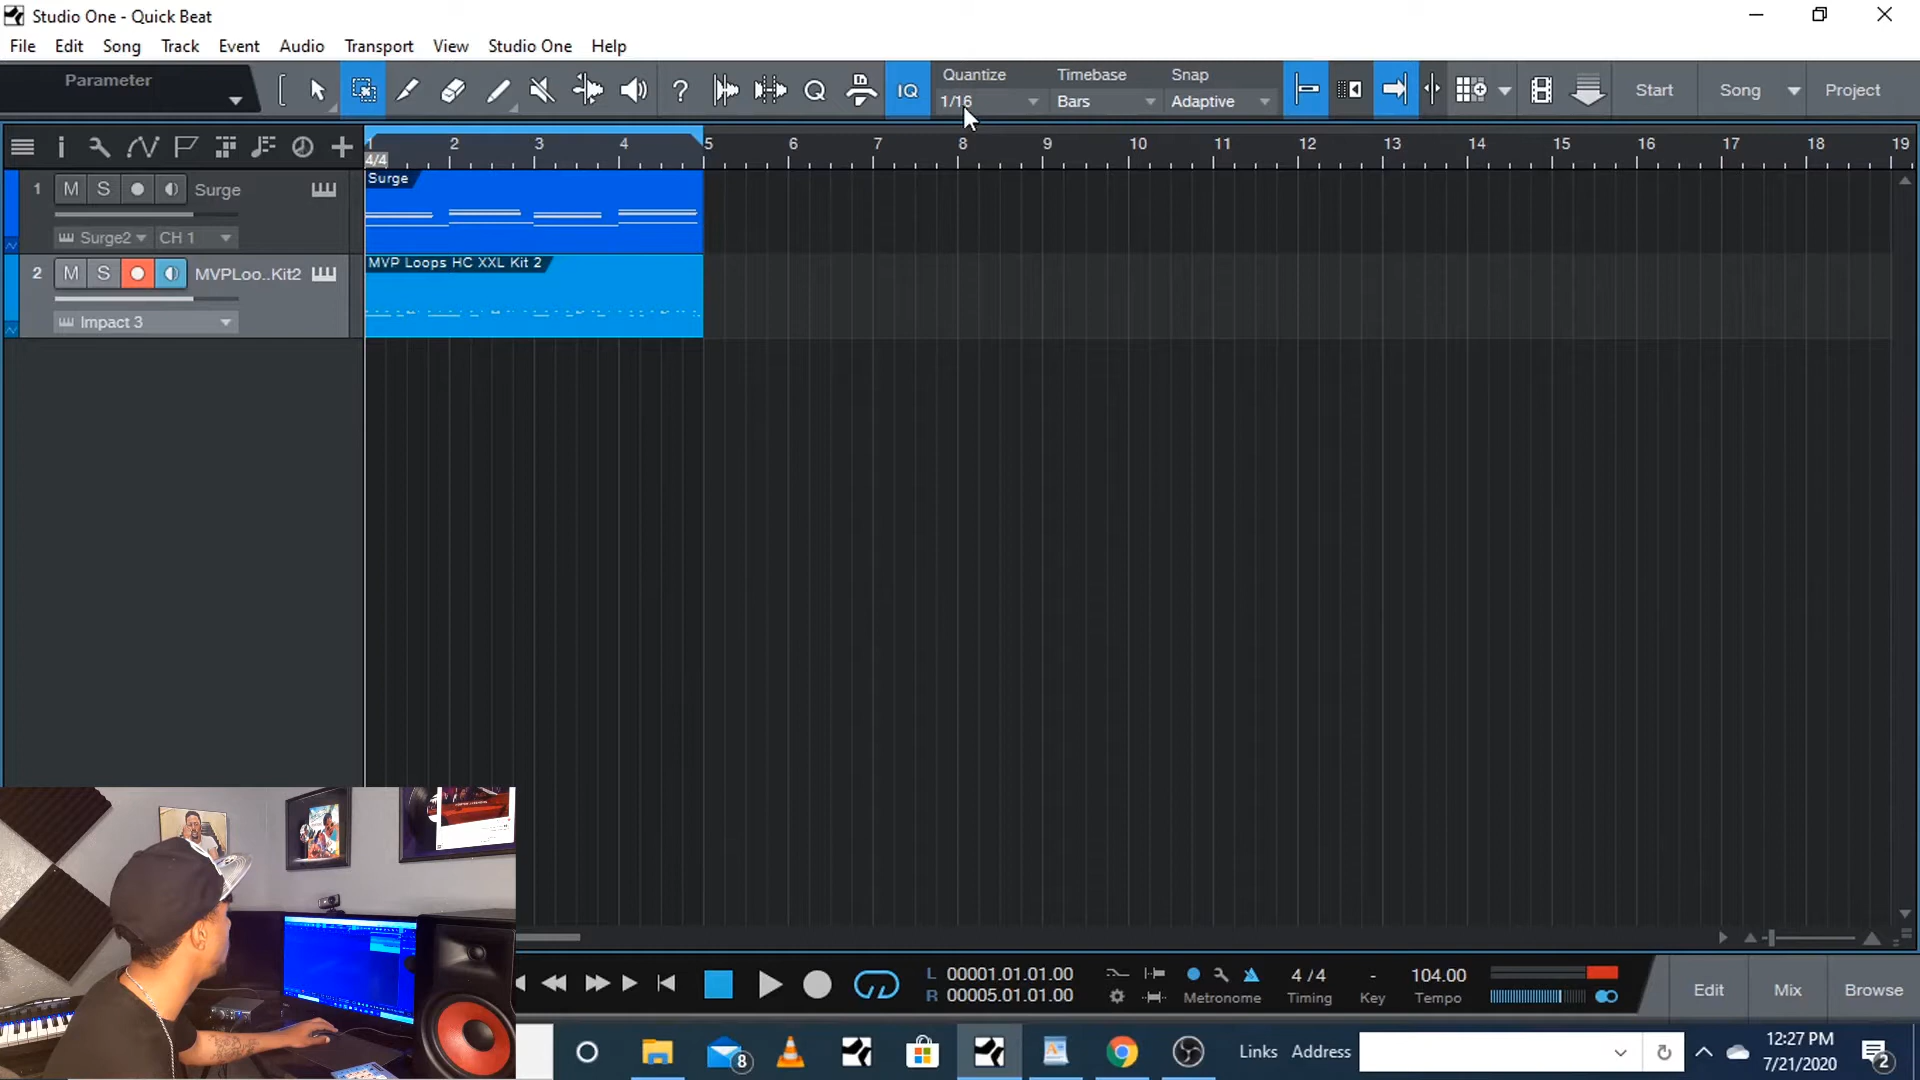 Studio One - Quick Beat
File Edit Song Track Event Audio Transport View Studio One Help
Parameter
IQ
Quantize Timebase Snap
1/16 Bars Adaptive
Start Song Project
1 2 3 4 5 6 7 8 9 10 11 12 13 14 15 16 17 18 19
4/4
1 M S Surge
Surge
Surge2 CH 1
2 M S MVPLoo..Kit2
MVP Loops HC XXL Kit 2
Impact 3
L 00001.01.01.00
R 00005.01.01.00
Metronome
4 / 4
Timing
-
Key
104.00
Tempo
Edit Mix Browse
8
Links Address
12:27 PM
7/21/2020
2